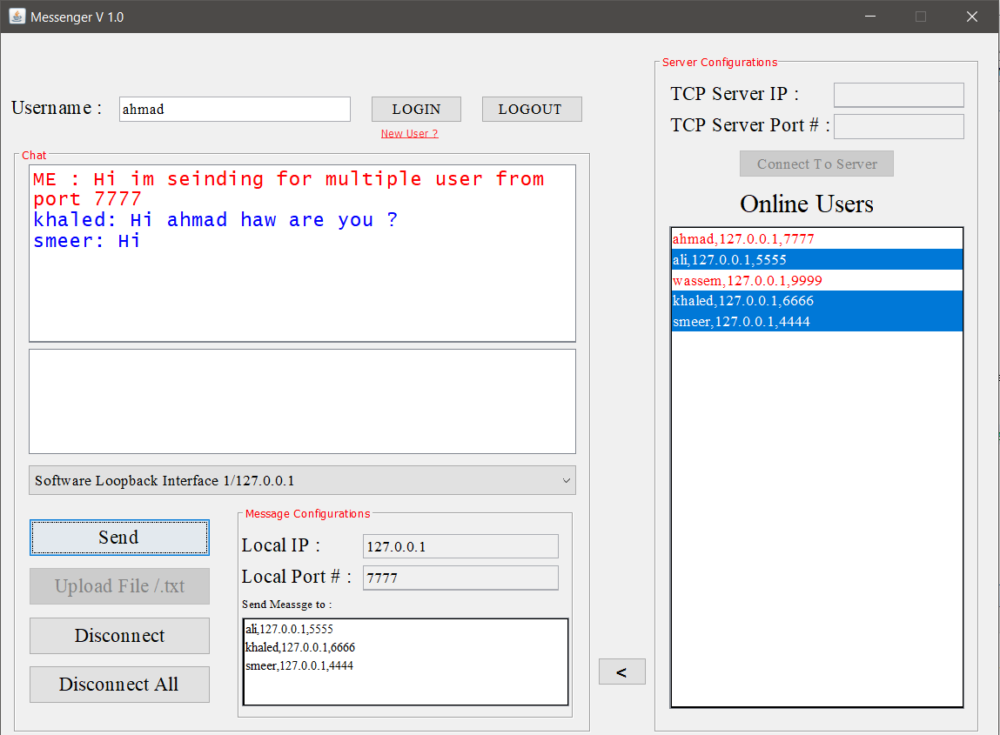 Messenger V 1.0
Username :
ahmad
LOGIN
LOGOUT
New User ?
Chat
ME : Hi im seinding for multiple user from
port 7777
khaled: Hi ahmad haw are you ?
smeer: Hi
Software Loopback Interface 1/127.0.0.1
Send
Upload File /.txt
Disconnect
Disconnect All
Message Configurations
Local IP :
127.0.0.1
Local Port # :
7777
Send Meassge to :
ali,127.0.0.1,5555
khaled,127.0.0.1,6666
smeer,127.0.0.1,4444
<
Server Configurations
TCP Server IP :
TCP Server Port # :
Connect To Server
Online Users
ahmad,127.0.0.1,7777
ali,127.0.0.1,5555
wassem,127.0.0.1,9999
khaled,127.0.0.1,6666
smeer,127.0.0.1,4444